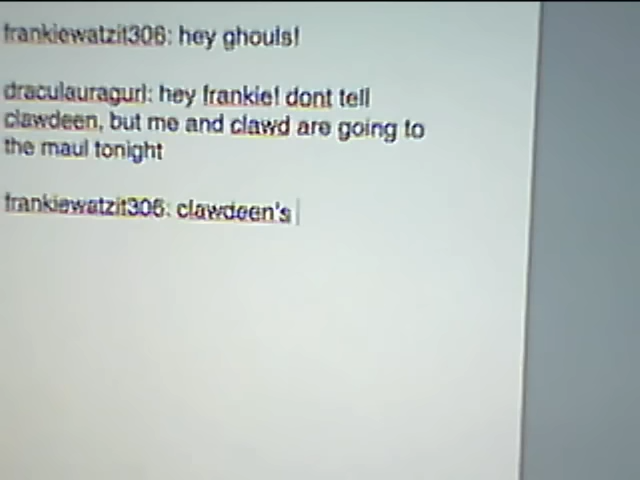 frankiewatzit306: hey ghouls!
draculauragurl: hey frankie! dont tell
clawdeen, but me and clawd are going to
the maul tonight
frankiewatzit306: clawdeen's